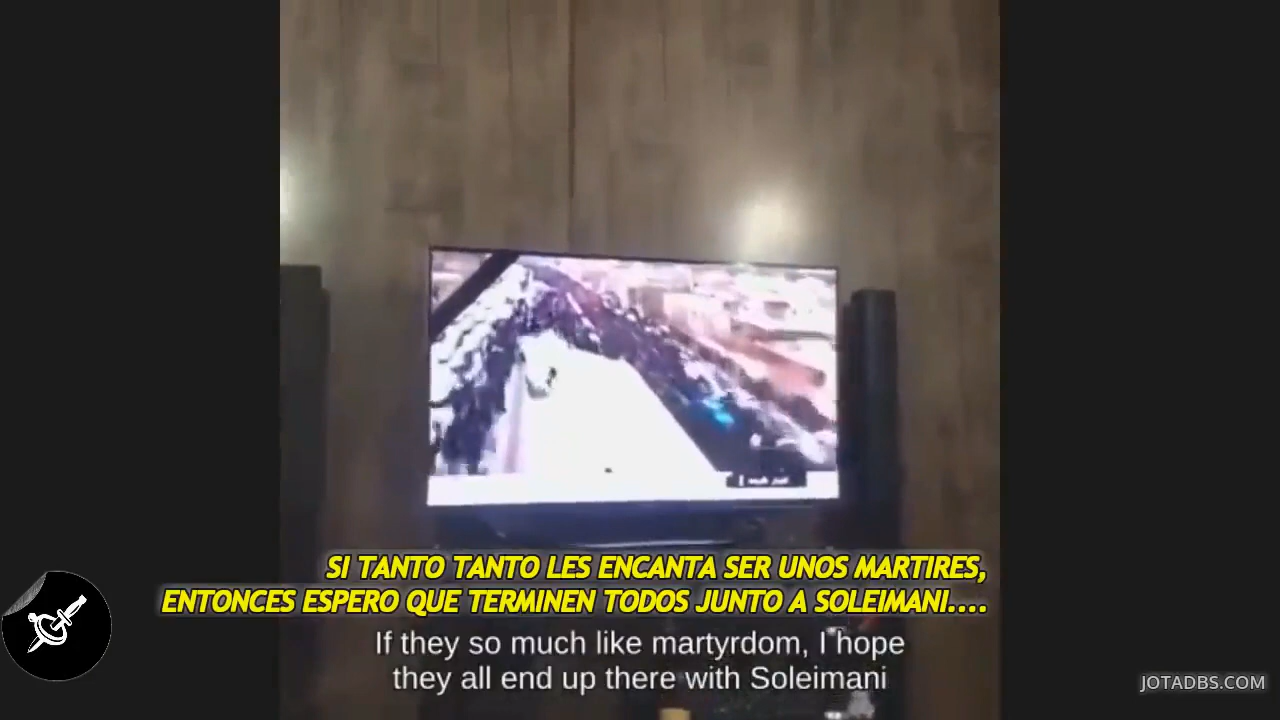 SI TANTO TANTO LES ENCANTA SER UNOS MARTIRES,
ENTONCES ESPERO QUE TERMINEN TODOS JUNTO A SOLEIMANI....
If they so much like martyrdom, I hope
they all end up there with Soleimani
JOTADBS.COM